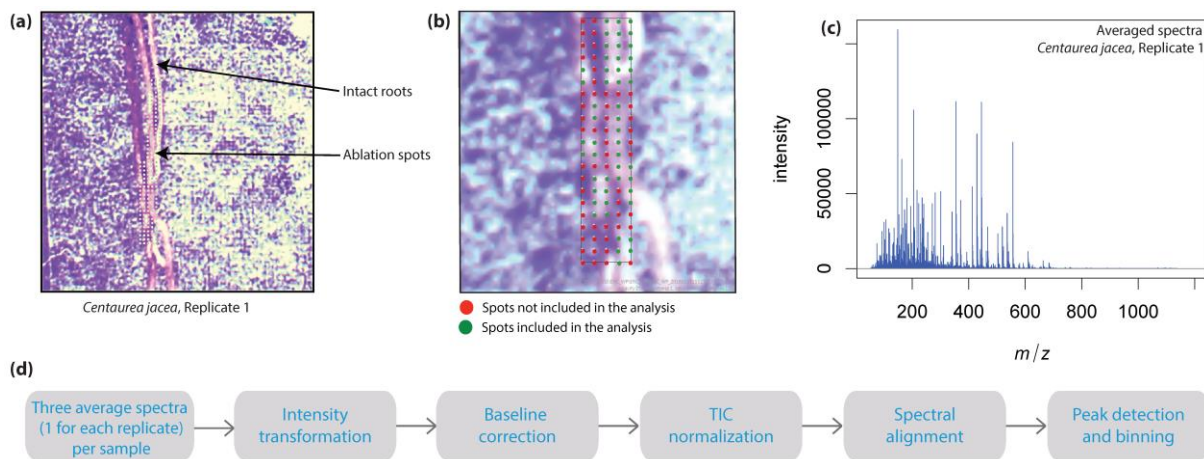 (a)
Intact roots
Ablation spots
Centaurea jacea, Replicate 1
(b)
Spots not included in the analysis
Spots included in the analysis
(c)
Averaged spectra
Centaurea jacea, Replicate 1
intensity
100000
50000
0
200
400
600
800
1000
m/z
(d)
Three average spectra
(1 for each replicate)
per sample
Intensity
transformation
Baseline
correction
TIC
normalization
Spectral
alignment
Peak detection
and binning